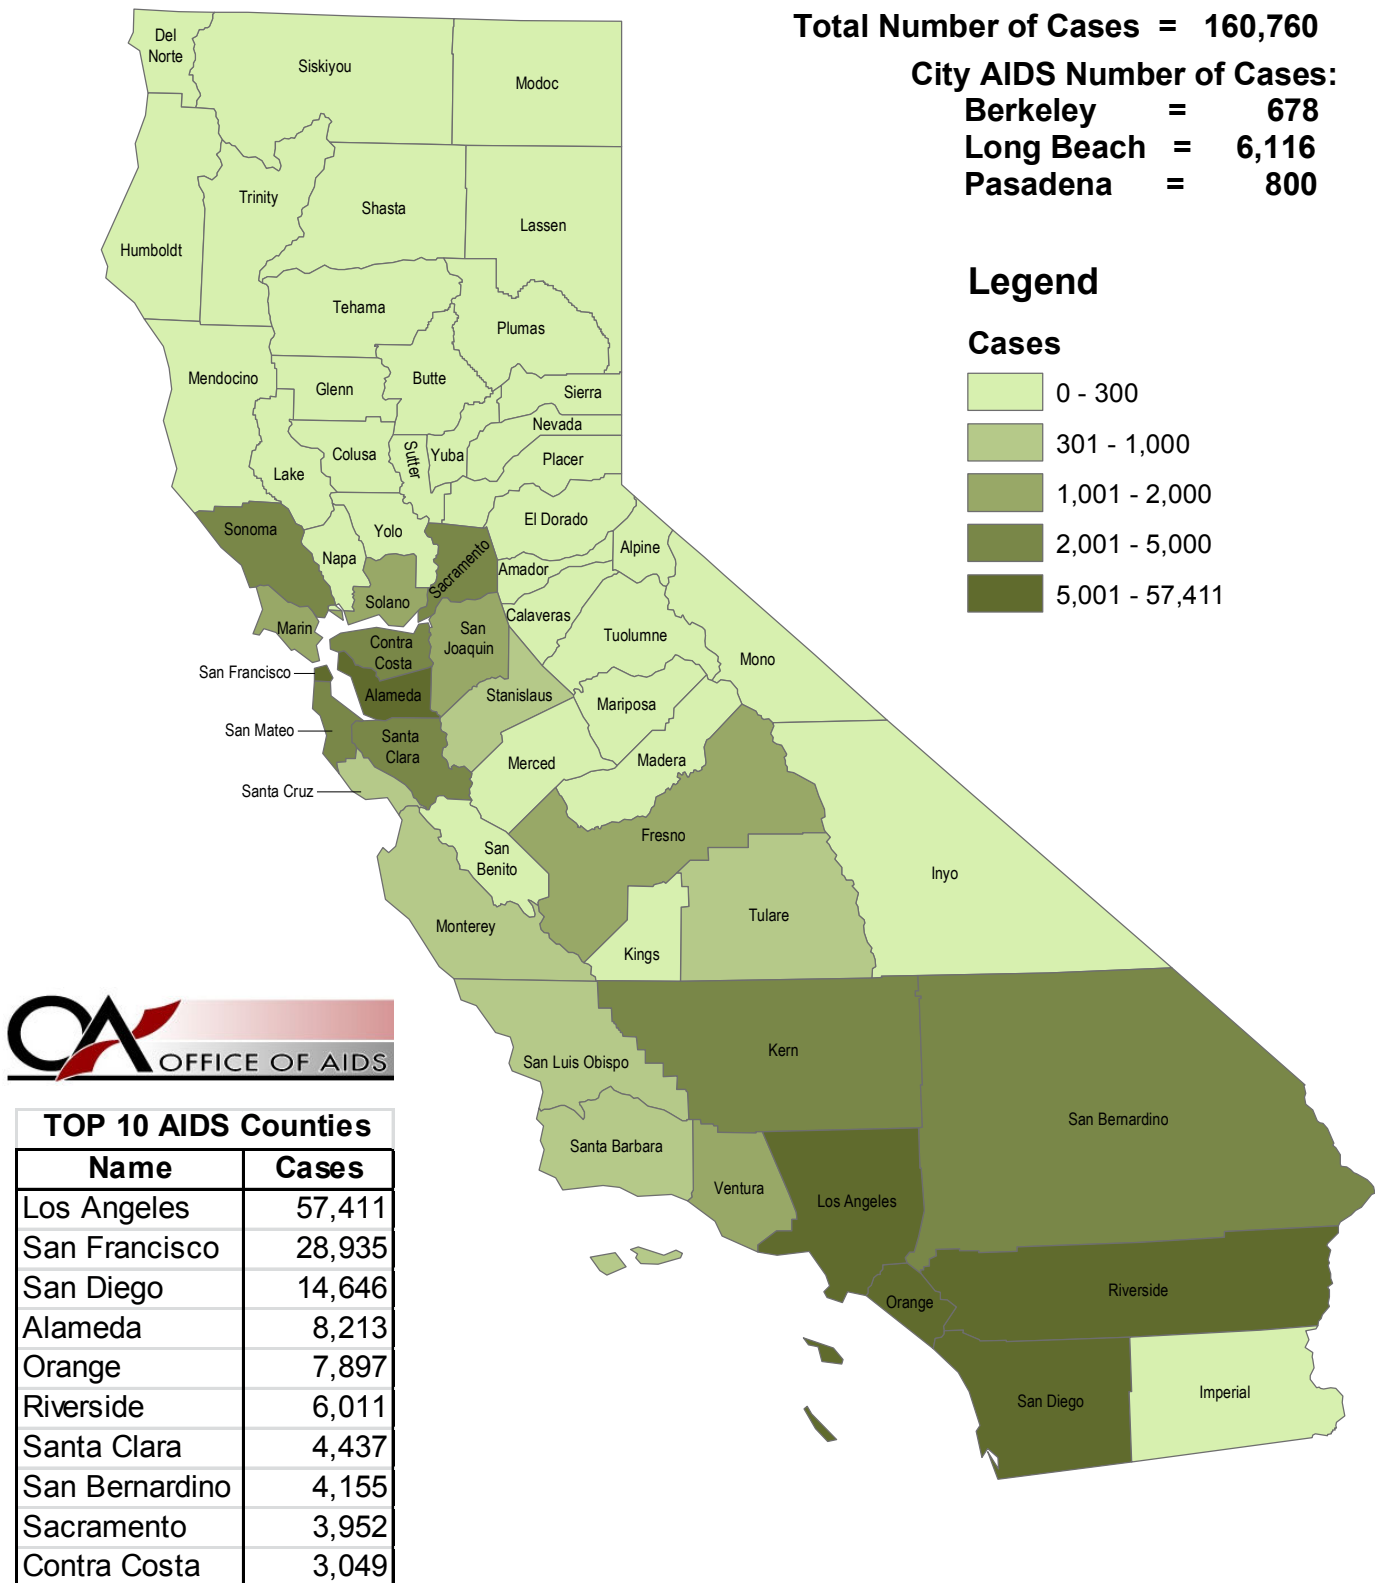 Total Number of Cases = 160,760
City AIDS Number of Cases:
Berkeley = 678
Long Beach = 6,116
Pasadena = 800
Legend
Cases
0 - 300
301 - 1,000
1,001 - 2,000
2,001 - 5,000
5,001 - 57,411
Del
Norte
Siskiyou
Modoc
Trinity
Shasta
Lassen
Humboldt
Tehama
Plumas
Mendocino
Glenn
Butte
Sierra
Nevada
Lake
Colusa
Sutter
Yuba
Placer
Sonoma
Napa
Yolo
Sacramento
El Dorado
Alpine
Amador
Marin
Solano
Calaveras
Contra
Costa
San
Joaquin
Tuolumne
Mono
San Francisco
Alameda
Stanislaus
Mariposa
San Mateo
Santa
Clara
Merced
Madera
Santa Cruz
Fresno
San
Benito
Inyo
Monterey
Kings
Tulare
San Luis Obispo
Kern
San Bernardino
Santa Barbara
Ventura
Los Angeles
Orange
Riverside
San Diego
Imperial
OA
OFFICE OF AIDS
TOP 10 AIDS Counties
Name Cases
Los Angeles 57,411
San Francisco 28,935
San Diego 14,646
Alameda 8,213
Orange 7,897
Riverside 6,011
Santa Clara 4,437
San Bernardino 4,155
Sacramento 3,952
Contra Costa 3,049